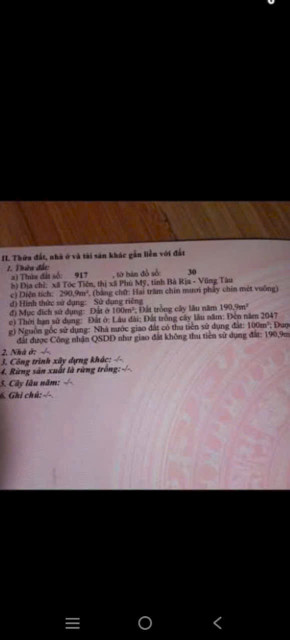 II. Thửa đất, nhà ở và tài sản khác gắn liền với đất
1. Thửa đất:
a) Thửa đất số: 917 , tờ bản đồ số: 30
b) Địa chỉ: xã Tóc Tiên, thị xã Phú Mỹ, tỉnh Bà Rịa - Vũng Tàu
c) Diện tích: 290,9m², (bằng chữ: Hai trăm chín mươi phẩy chín mét vuông)
d) Hình thức sử dụng: Sử dụng riêng
đ) Mục đích sử dụng: Đất ở 100m²; Đất trồng cây lâu năm 190,9m²
e) Thời hạn sử dụng: Đất ở: Lâu dài; Đất trồng cây lâu năm: Đến năm 2047
g) Nguồn gốc sử dụng: Nhà nước giao đất có thu tiền sử dụng đất: 100m²;
đất được Công nhận QSDĐ như giao đất không thu tiền sử dụng đất: 190,9m
2. Nhà ở: -/-.
3. Công trình xây dựng khác: -/-.
4. Rừng sản xuất là rừng trồng: -/-.
5. Cây lâu năm: -/-.
6. Ghi chú: -/-.